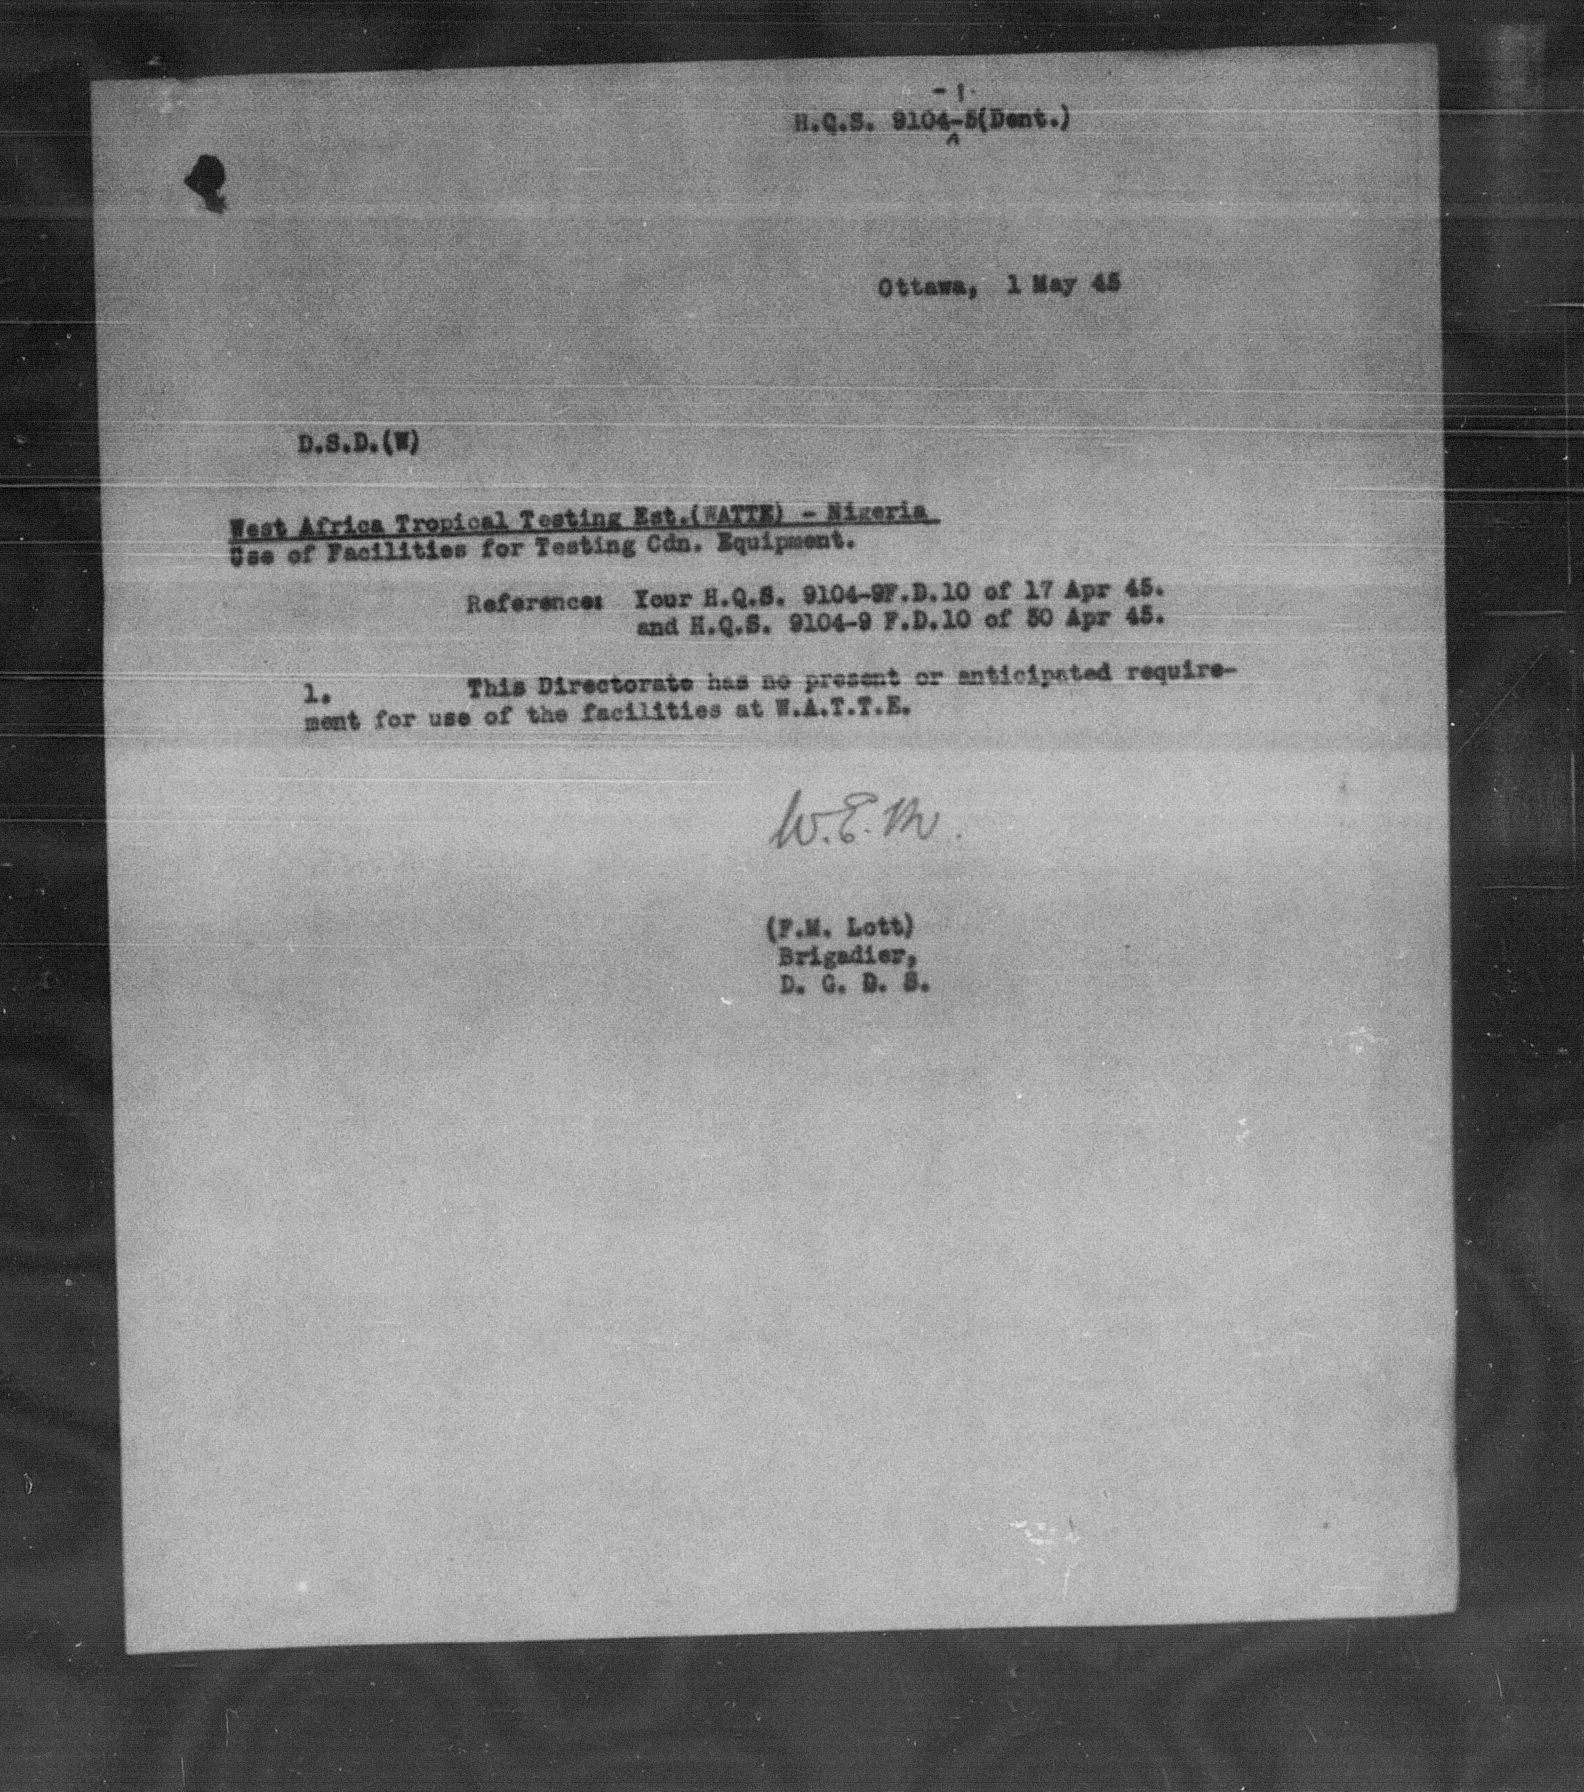 - 1.
H.Q.S. 9104-5(Dent.)
^
Ottawa, 1 May 45
D.S.D.(W)
West Africa Tropical Testing Est.(WATTE) - Nigeria
Use of Facilities for Testing Cdn. Equipment.
Reference: Your H.Q.S. 9104-9F.D.10 of 17 Apr 45.
and H.Q.S. 9104-9 F.D.10 of 30 Apr 45.
1. This Directorate has no present or anticipated require-
ment for use of the facilities at W.A.T.T.E.
W.E.M.
(F.M. Lott)
Brigadier,
D. G. D. S.